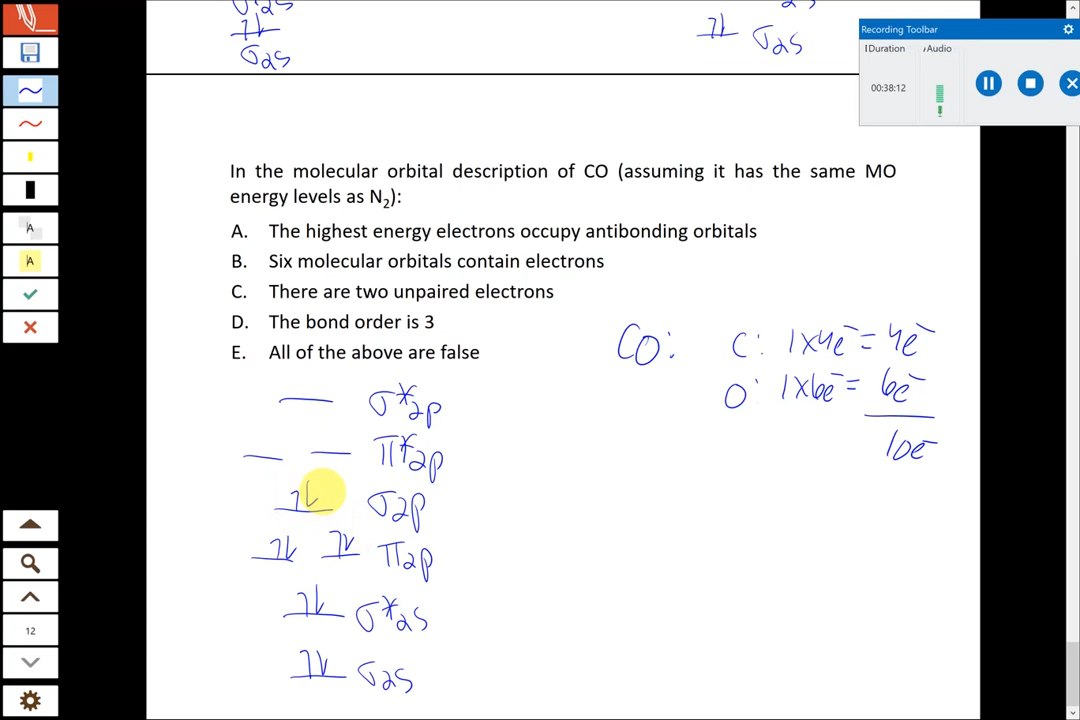 σ*2s
2s
σ2s
σ2s
Recording Toolbar
Duration
Audio
00:38:12
In the molecular orbital description of CO (assuming it has the same MO
energy levels as N2):
A. The highest energy electrons occupy antibonding orbitals
B. Six molecular orbitals contain electrons
C. There are two unpaired electrons
D. The bond order is 3
E. All of the above are false
CO: C: 1x4e⁻ = 4e⁻
O: 1x6e⁻ = 6e⁻
10e⁻
σ*2p
π*2p
σ2p
π2p
σ*2s
σ2s
A
A
12